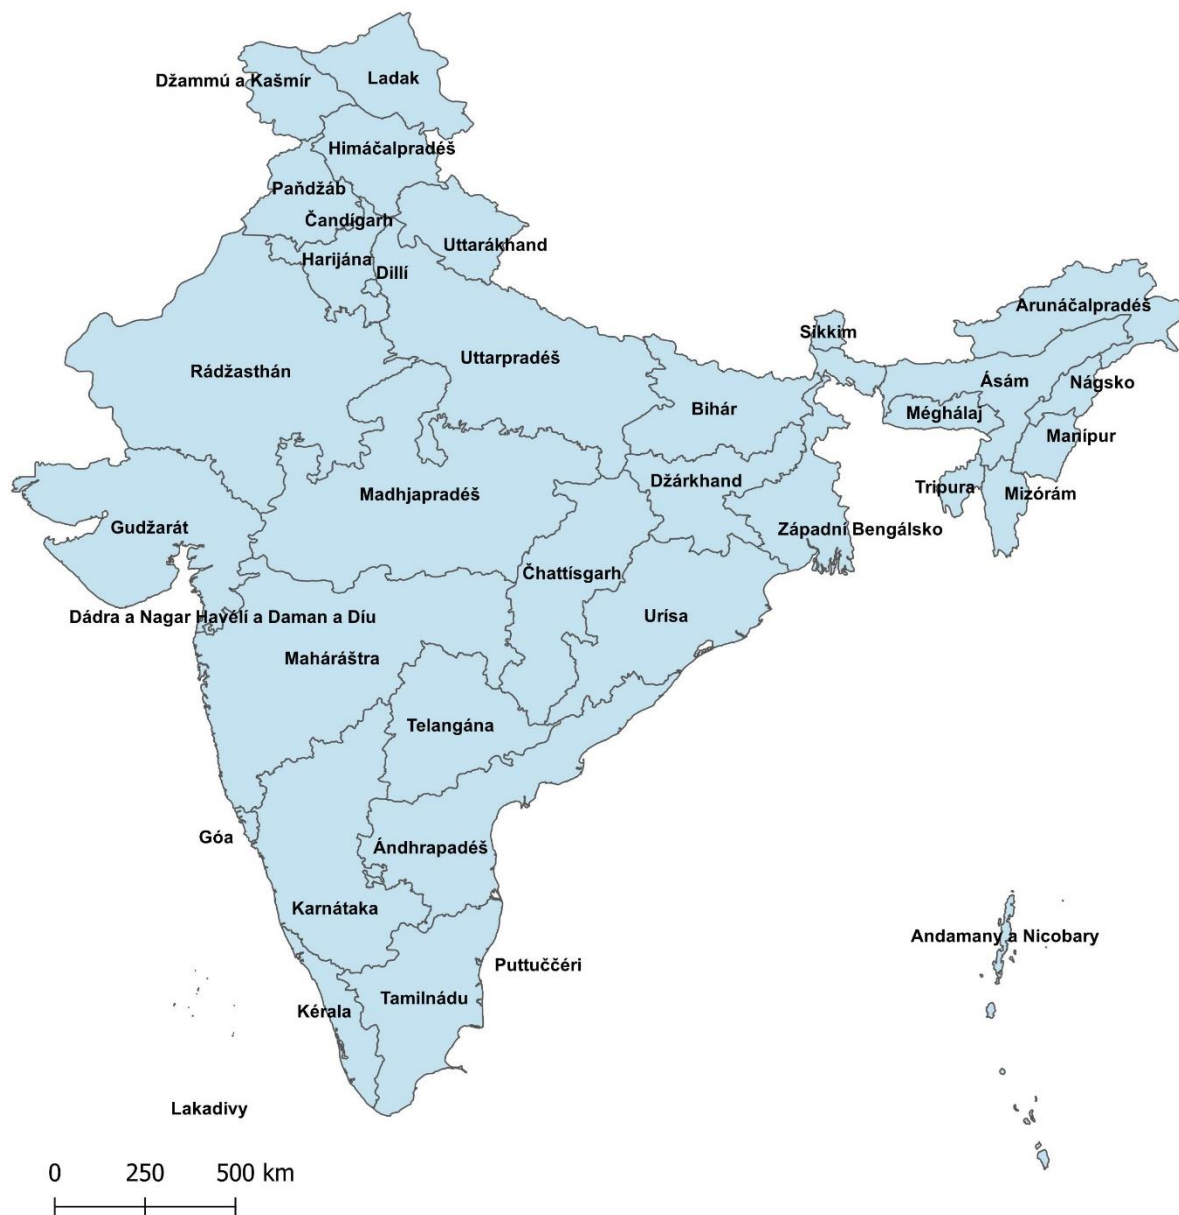 Džammú a Kašmír
Ladak
Himáčalpradéš
Paňdžáb
Čandígarh
Uttarákhand
Harijána
Dillí
Arunáčalpradéš
Sikkim
Uttarpradéš
Rádžasthán
Ásám
Nágsko
Bihár
Méghálaj
Manípur
Džárkhand
Madhjapradéš
Tripura
Mizórám
Gudžarát
Západní Bengálsko
Čhattísgarh
Dádra a Nagar Havélí a Daman a Díu
Urísa
Maháráštra
Telangána
Góa
Ándhrapadéš
Karnátaka
Andamany a Nicobary
Puttuččéri
Tamilnádu
Kérala
Lakadivy
0 250 500 km